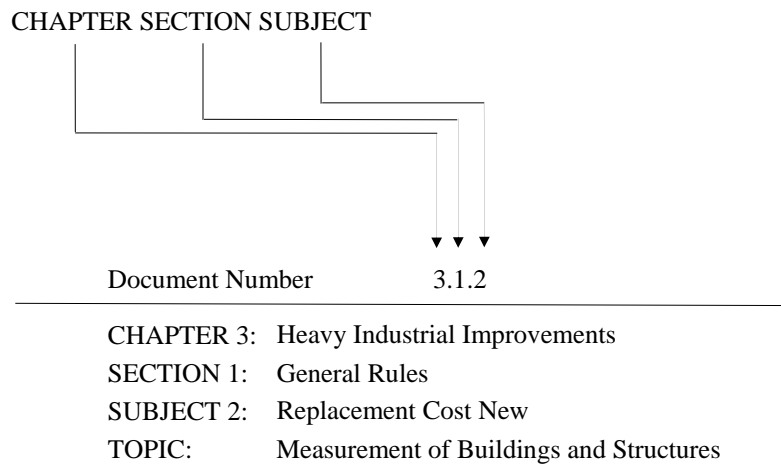 CHAPTER SECTION SUBJECT
Document Number 3.1.2
CHAPTER 3: Heavy Industrial Improvements
SECTION 1: General Rules
SUBJECT 2: Replacement Cost New
TOPIC: Measurement of Buildings and Structures